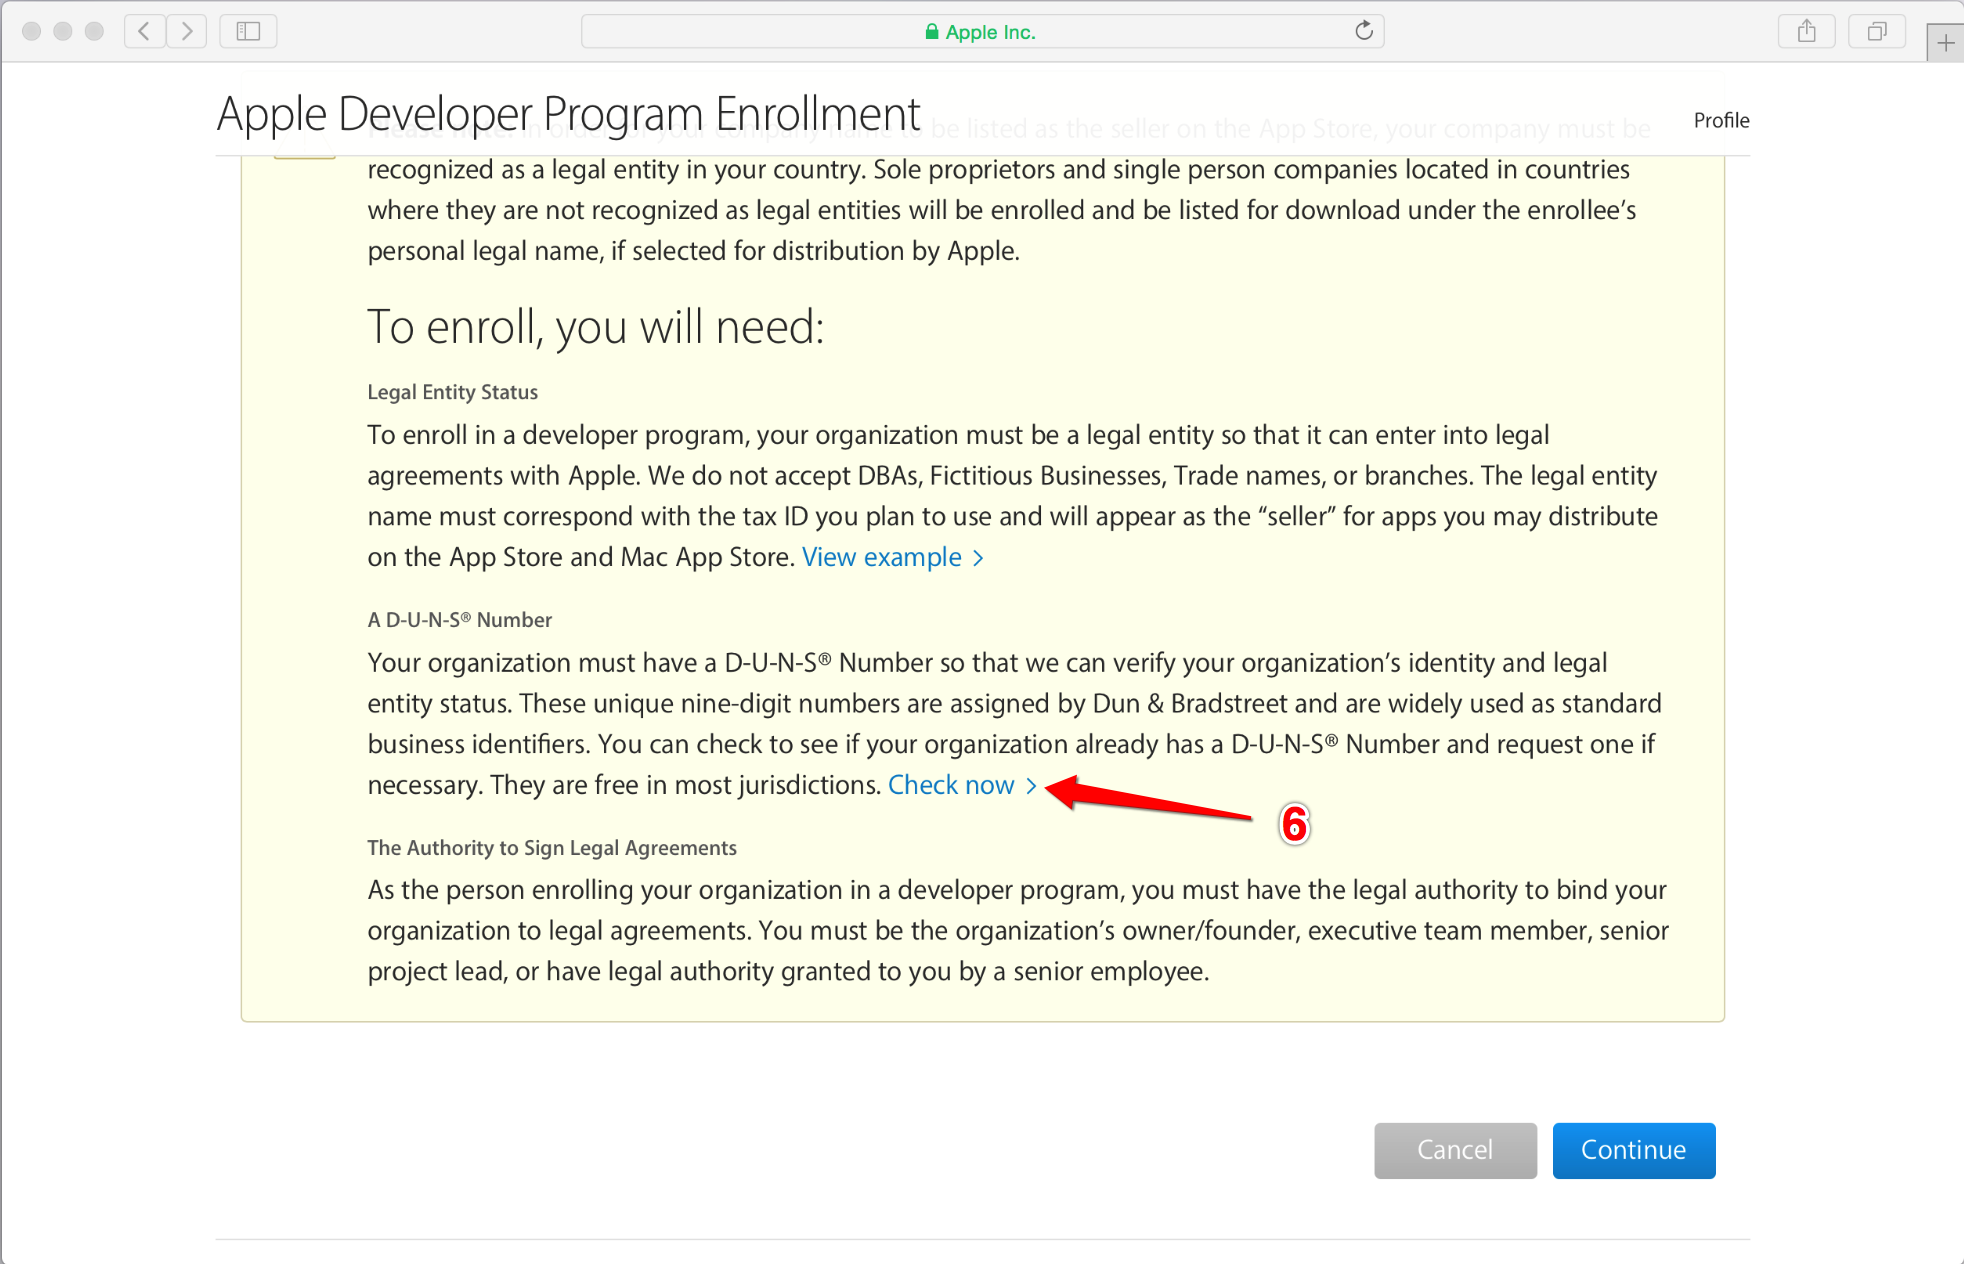 Apple Inc.
Apple Developer Program Enrollment
Profile
Please note: In order for your company name to be listed as the seller on the App Store, your company must be
recognized as a legal entity in your country. Sole proprietors and single person companies located in countries
where they are not recognized as legal entities will be enrolled and be listed for download under the enrollee’s
personal legal name, if selected for distribution by Apple.
To enroll, you will need:
Legal Entity Status
To enroll in a developer program, your organization must be a legal entity so that it can enter into legal
agreements with Apple. We do not accept DBAs, Fictitious Businesses, Trade names, or branches. The legal entity
name must correspond with the tax ID you plan to use and will appear as the “seller” for apps you may distribute
on the App Store and Mac App Store. View example >
A D-U-N-S® Number
Your organization must have a D-U-N-S® Number so that we can verify your organization’s identity and legal
entity status. These unique nine-digit numbers are assigned by Dun & Bradstreet and are widely used as standard
business identifiers. You can check to see if your organization already has a D-U-N-S® Number and request one if
necessary. They are free in most jurisdictions. Check now >
6
The Authority to Sign Legal Agreements
As the person enrolling your organization in a developer program, you must have the legal authority to bind your
organization to legal agreements. You must be the organization’s owner/founder, executive team member, senior
project lead, or have legal authority granted to you by a senior employee.
Cancel
Continue